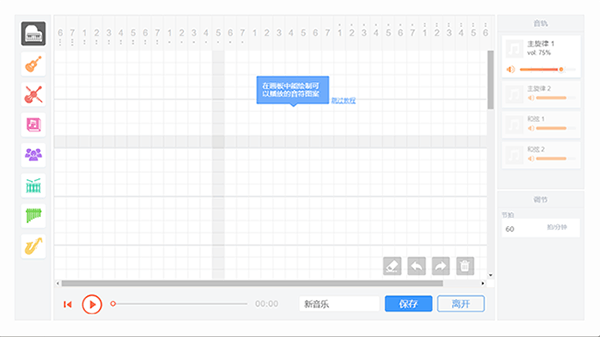 6 7 1 2 3 4 5 6 7 1 2 3 4 5 6 7 1 2 3 4 5 6 7 1 2 3 4 5 6 7 1 2 3 4 5 6
在画板中能绘制可
以播放的音符图案
跳过教程
00:00
新音乐
保存
离开
音轨
主旋律 1
vol. 75%
主旋律 2
和弦 1
和弦 2
调节
节拍
60
拍/分钟